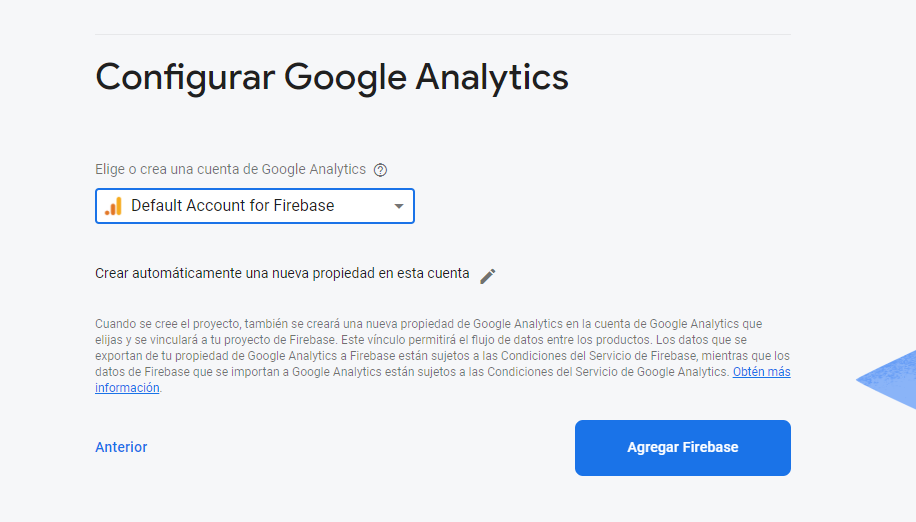 Configurar Google Analytics
Elige o crea una cuenta de Google Analytics
Default Account for Firebase
Crear automáticamente una nueva propiedad en esta cuenta
Cuando se cree el proyecto, también se creará una nueva propiedad de Google Analytics en la cuenta de Google Analytics que
elijas y se vinculará a tu proyecto de Firebase. Este vínculo permitirá el flujo de datos entre los productos. Los datos que se
exportan de tu propiedad de Google Analytics a Firebase están sujetos a las Condiciones del Servicio de Firebase, mientras que los
datos de Firebase que se importan a Google Analytics están sujetos a las Condiciones del Servicio de Google Analytics. Obtén más
información.
Anterior
Agregar Firebase